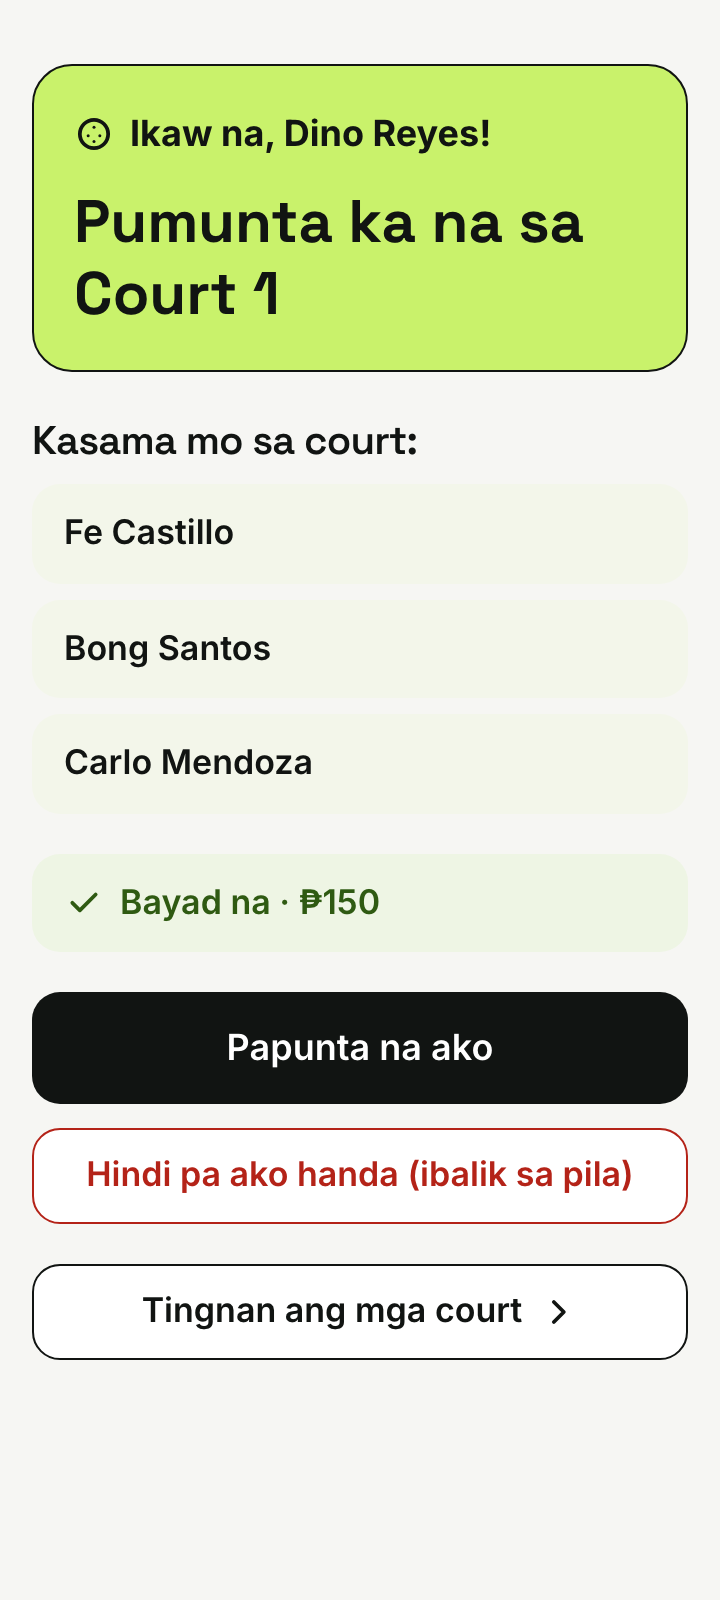 Ikaw na, Dino Reyes!
Pumunta ka na sa
Court 1
Kasama mo sa court:
Fe Castillo
Bong Santos
Carlo Mendoza
Bayad na · ₱150
Papunta na ako
Hindi pa ako handa (ibalik sa pila)
Tingnan ang mga court